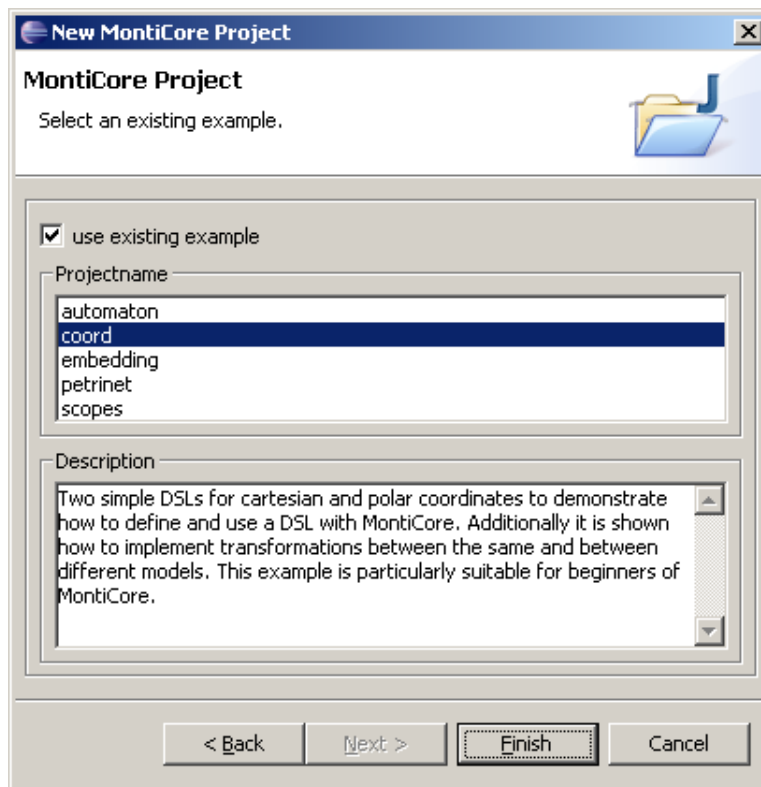 New MontiCore Project
MontiCore Project
Select an existing example.
use existing example
Projectname
automaton
coord
embedding
petrinet
scopes
Description
Two simple DSLs for cartesian and polar coordinates to demonstrate
how to define and use a DSL with MontiCore. Additionally it is shown
how to implement transformations between the same and between
different models. This example is particularly suitable for beginners of
MontiCore.
< Back Next > Finish Cancel